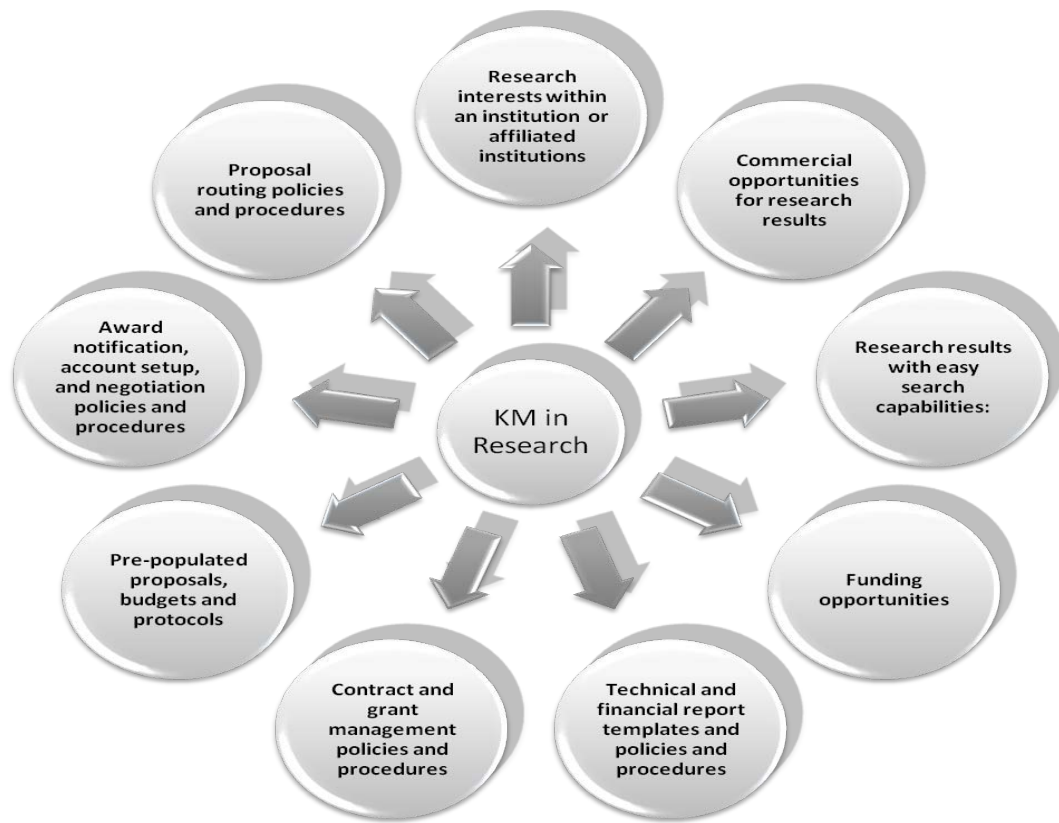 Research
interests within
an institution or
affiliated
institutions
Commercial
opportunities
for research
results
Research results
with easy
search
capabilities:
Funding
opportunities
Technical and
financial report
templates and
policies and
procedures
Contract and
grant
management
policies and
procedures
Pre-populated
proposals,
budgets and
protocols
Award
notification,
account setup,
and negotiation
policies and
procedures
Proposal
routing policies
and procedures
KM in
Research